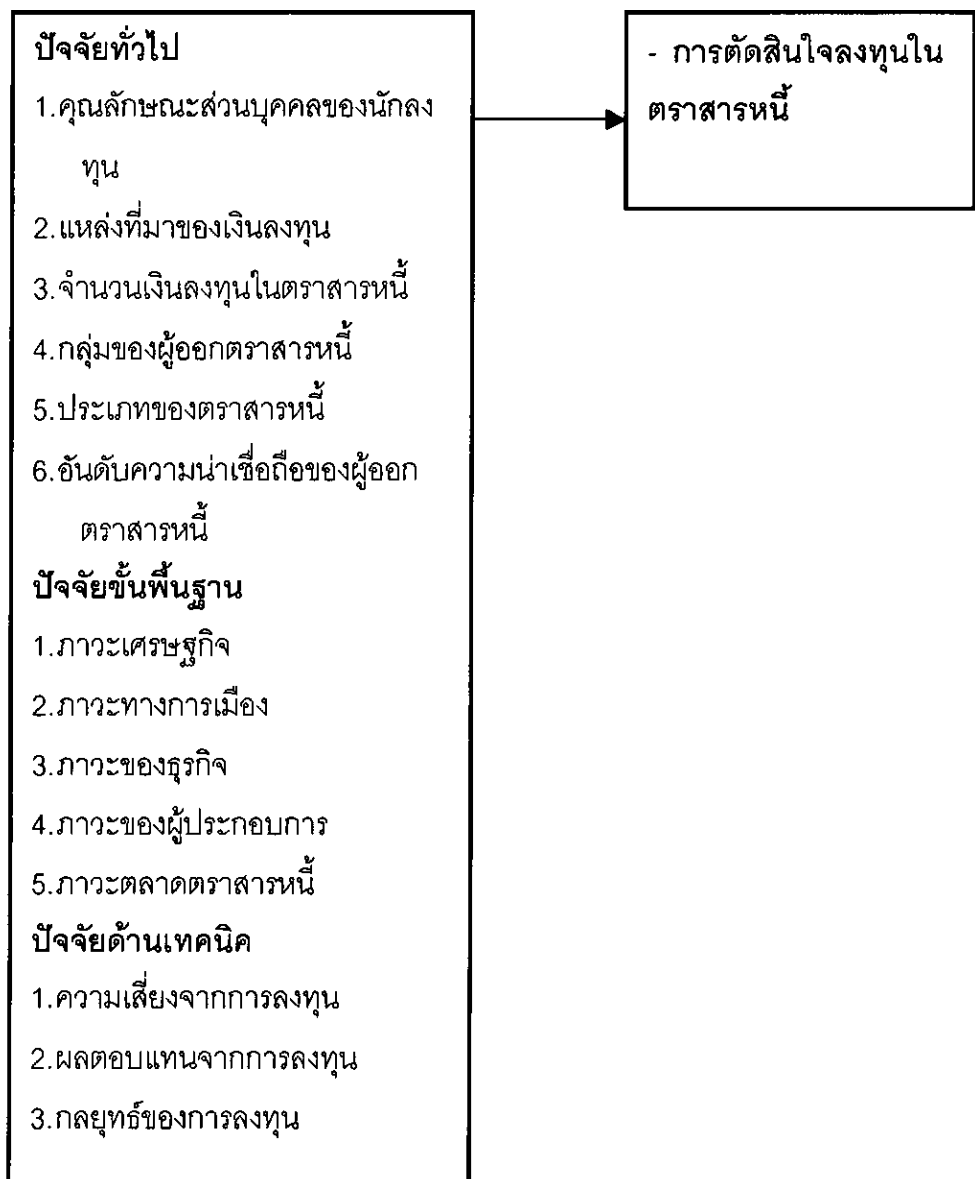 ปัจจัยทั่วไป
1.คุณลักษณะส่วนบุคคลของนักลง
ทุน
2.แหล่งที่มาของเงินลงทุน
3.จำนวนเงินลงทุนในตราสารหนี้
4.กลุ่มของผู้ออกตราสารหนี้
5.ประเภทของตราสารหนี้
6.อันดับความน่าเชื่อถือของผู้ออก
ตราสารหนี้
ปัจจัยขั้นพื้นฐาน
1.ภาวะเศรษฐกิจ
2.ภาวะทางการเมือง
3.ภาวะของธุรกิจ
4.ภาวะของผู้ประกอบการ
5.ภาวะตลาดตราสารหนี้
ปัจจัยด้านเทคนิค
1.ความเสี่ยงจากการลงทุน
2.ผลตอบแทนจากการลงทุน
3.กลยุทธ์ของการลงทุน
- การตัดสินใจลงทุนใน
ตราสารหนี้